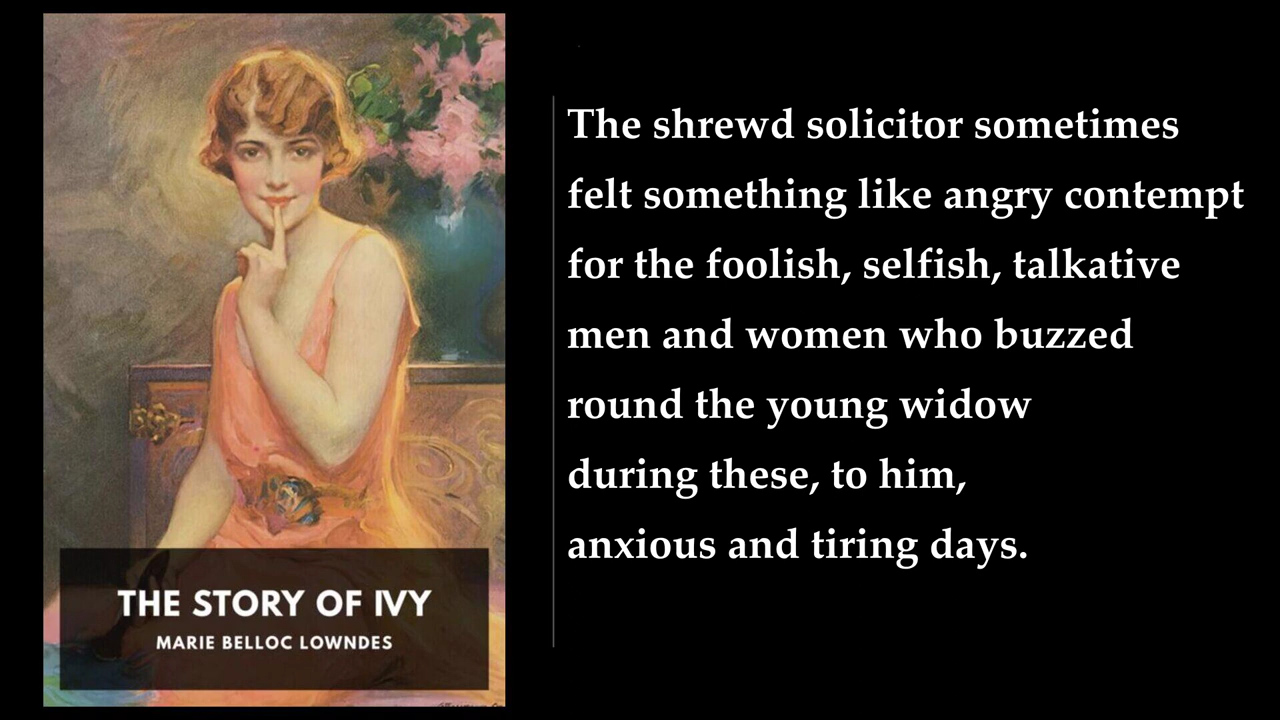 THE STORY OF IVY
MARIE BELLOC LOWNDES
The shrewd solicitor sometimes
felt something like angry contempt
for the foolish, selfish, talkative
men and women who buzzed
round the young widow
during these, to him,
anxious and tiring days.